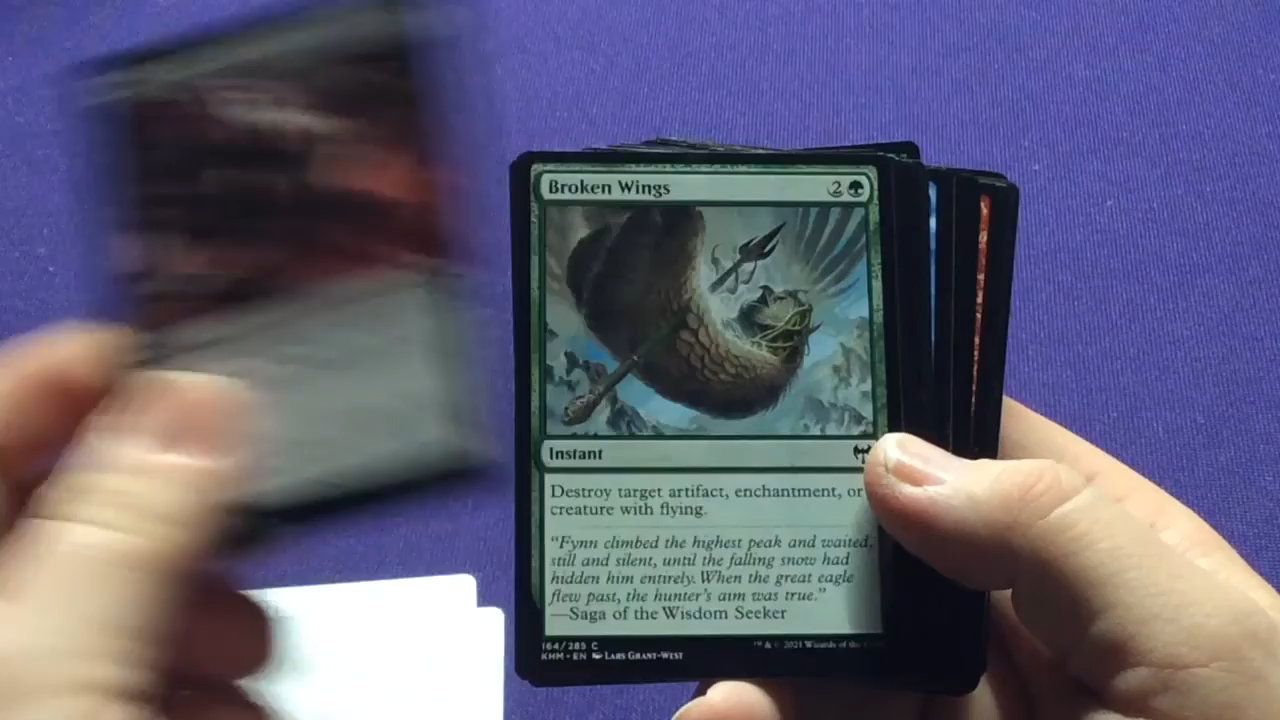 Broken Wings 2
Instant
Destroy target artifact, enchantment, or
creature with flying.
"Fynn climbed the highest peak and waited,
still and silent, until the falling snow had
hidden him entirely. When the great eagle
flew past, the hunter's aim was true."
—Saga of the Wisdom Seeker
164/285 C
KHM • EN Lars Grant-West
™ & © 2021 Wizards of the